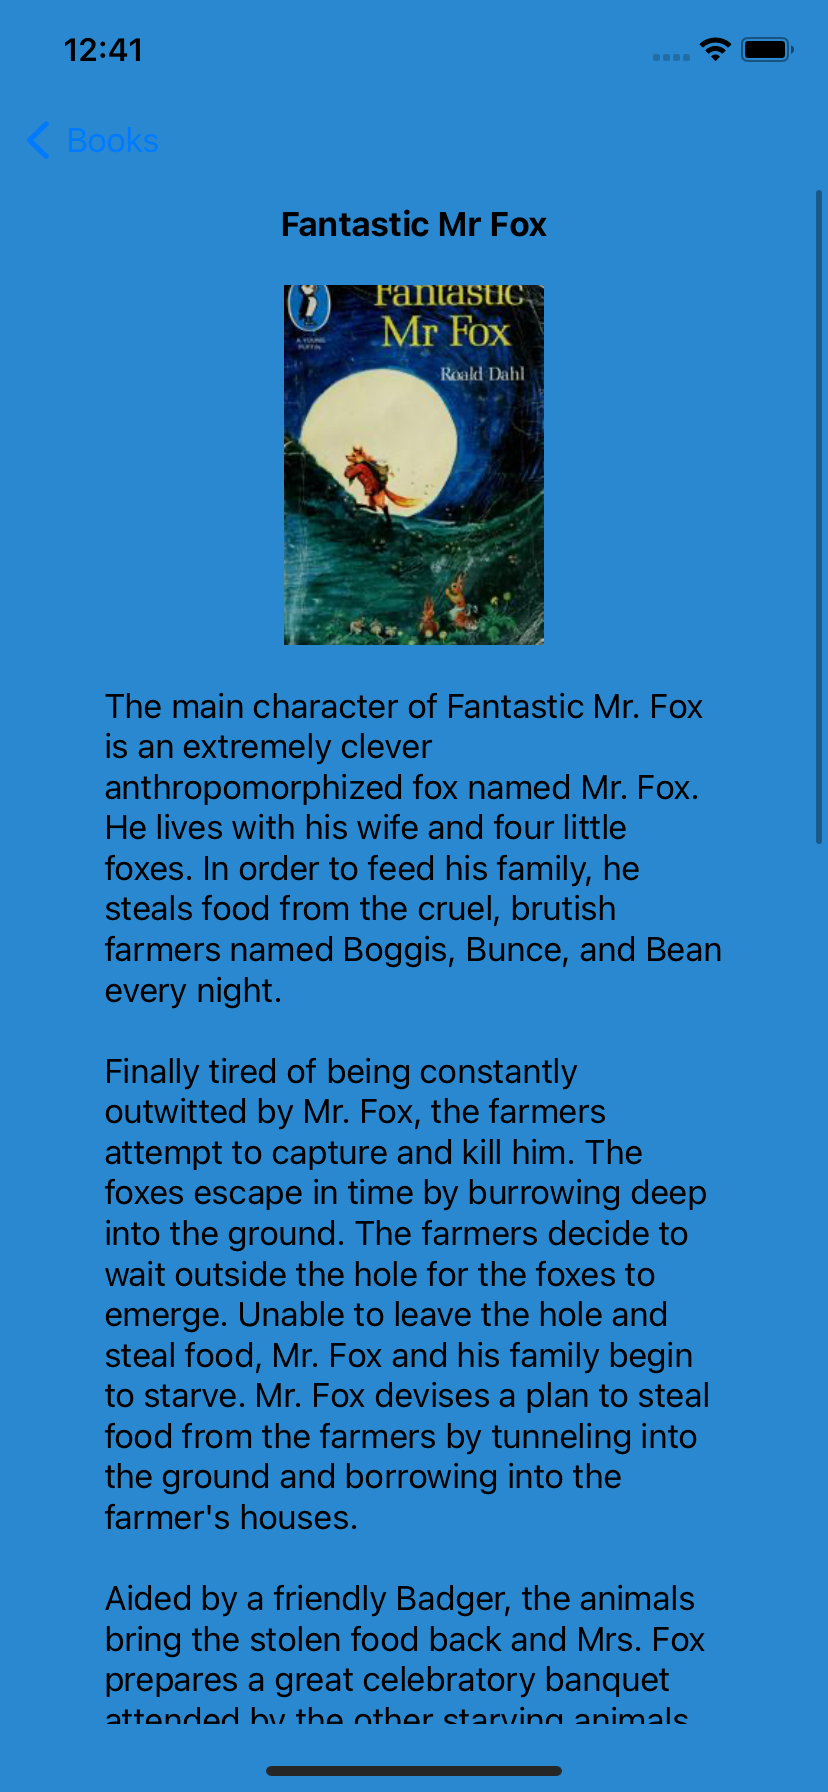 12:41
Books
Fantastic Mr Fox
Fantastic
Mr Fox
A YOUNG
PUFFIN
Roald Dahl
The main character of Fantastic Mr. Fox
is an extremely clever
anthropomorphized fox named Mr. Fox.
He lives with his wife and four little
foxes. In order to feed his family, he
steals food from the cruel, brutish
farmers named Boggis, Bunce, and Bean
every night.
Finally tired of being constantly
outwitted by Mr. Fox, the farmers
attempt to capture and kill him. The
foxes escape in time by burrowing deep
into the ground. The farmers decide to
wait outside the hole for the foxes to
emerge. Unable to leave the hole and
steal food, Mr. Fox and his family begin
to starve. Mr. Fox devises a plan to steal
food from the farmers by tunneling into
the ground and borrowing into the
farmer's houses.
Aided by a friendly Badger, the animals
bring the stolen food back and Mrs. Fox
prepares a great celebratory banquet
attended by the other starving animals